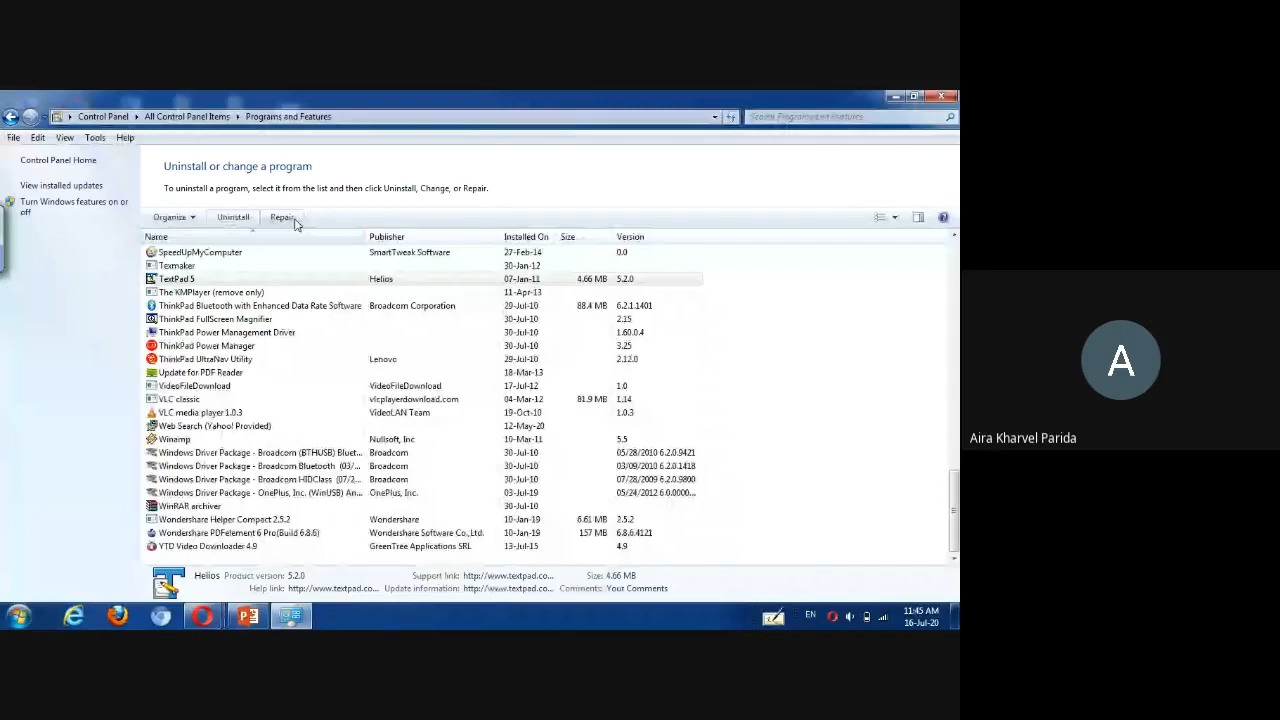 Control Panel All Control Panel Items Programs and Features
File Edit View Tools Help
Control Panel Home
View installed updates
Turn Windows features on or
off
Uninstall or change a program
To uninstall a program, select it from the list and then click Uninstall, Change, or Repair.
Organize Uninstall Repair
Name Publisher Installed On Size Version
SpeedUpMyComputer SmartTweak Software 27-Feb-14 0.0
Texmaker 30-Jan-12
TextPad 5 Helios 07-Jan-11 4.66 MB 5.2.0
The KMPlayer (remove only) 11-Apr-13
ThinkPad Bluetooth with Enhanced Data Rate Software Broadcom Corporation 29-Jul-10 88.4 MB 6.2.1.1401
ThinkPad FullScreen Magnifier 30-Jul-10 2.15
ThinkPad Power Management Driver 30-Jul-10 1.60.0.4
ThinkPad Power Manager 30-Jul-10 3.25
ThinkPad UltraNav Utility Lenovo 29-Jul-10 2.12.0
Update for PDF Reader 18-Mar-13
VideoFileDownload VideoFileDownload 17-Jul-12 1.0
VLC classic vlcplayerdownload.com 04-Mar-12 81.9 MB 1.14
VLC media player 1.0.3 VideoLAN Team 19-Oct-10 1.0.3
Web Search (Yahoo! Provided) 12-May-20
Winamp Nullsoft, Inc 10-Mar-11 5.5
Windows Driver Package - Broadcom (BTHUSB) Bluet... Broadcom 30-Jul-10 05/28/2010 6.2.0.9421
Windows Driver Package - Broadcom Bluetooth (03/... Broadcom 30-Jul-10 03/09/2010 6.2.0.1418
Windows Driver Package - Broadcom HIDClass (07/2... Broadcom 30-Jul-10 07/28/2009 6.2.0.9800
Windows Driver Package - OnePlus, Inc. (WinUSB) An... OnePlus, Inc. 03-Jul-19 05/24/2012 6.0.0000...
WinRAR archiver 30-Jul-10
Wondershare Helper Compact 2.5.2 Wondershare 10-Jan-19 6.61 MB 2.5.2
Wondershare PDFelement 6 Pro(Build 6.8.6) Wondershare Software Co.,Ltd. 10-Jan-19 157 MB 6.8.6.4121
YTD Video Downloader 4.9 GreenTree Applications SRL 13-Jul-15 4.9
Helios Product version: 5.2.0 Support link: http://www.textpad.co... Size: 4.66 MB
Help link: http://www.textpad.co... Update information: http://www.textpad.co... Comments: Your Comments
EN 11:45 AM
16-Jul-20
A
Aira Kharvel Parida